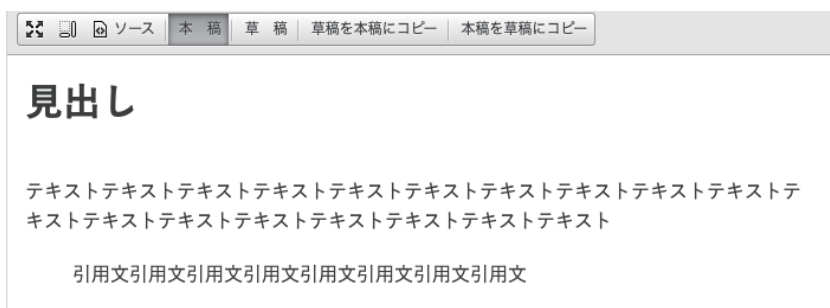 ソース 本 稿 草 稿 草稿を本稿にコピー 本稿を草稿にコピー
見出し
テキストテキストテキストテキストテキストテキストテキストテキストテキストテキストテ
キストテキストテキストテキストテキストテキストテキストテキスト
引用文引用文引用文引用文引用文引用文引用文引用文